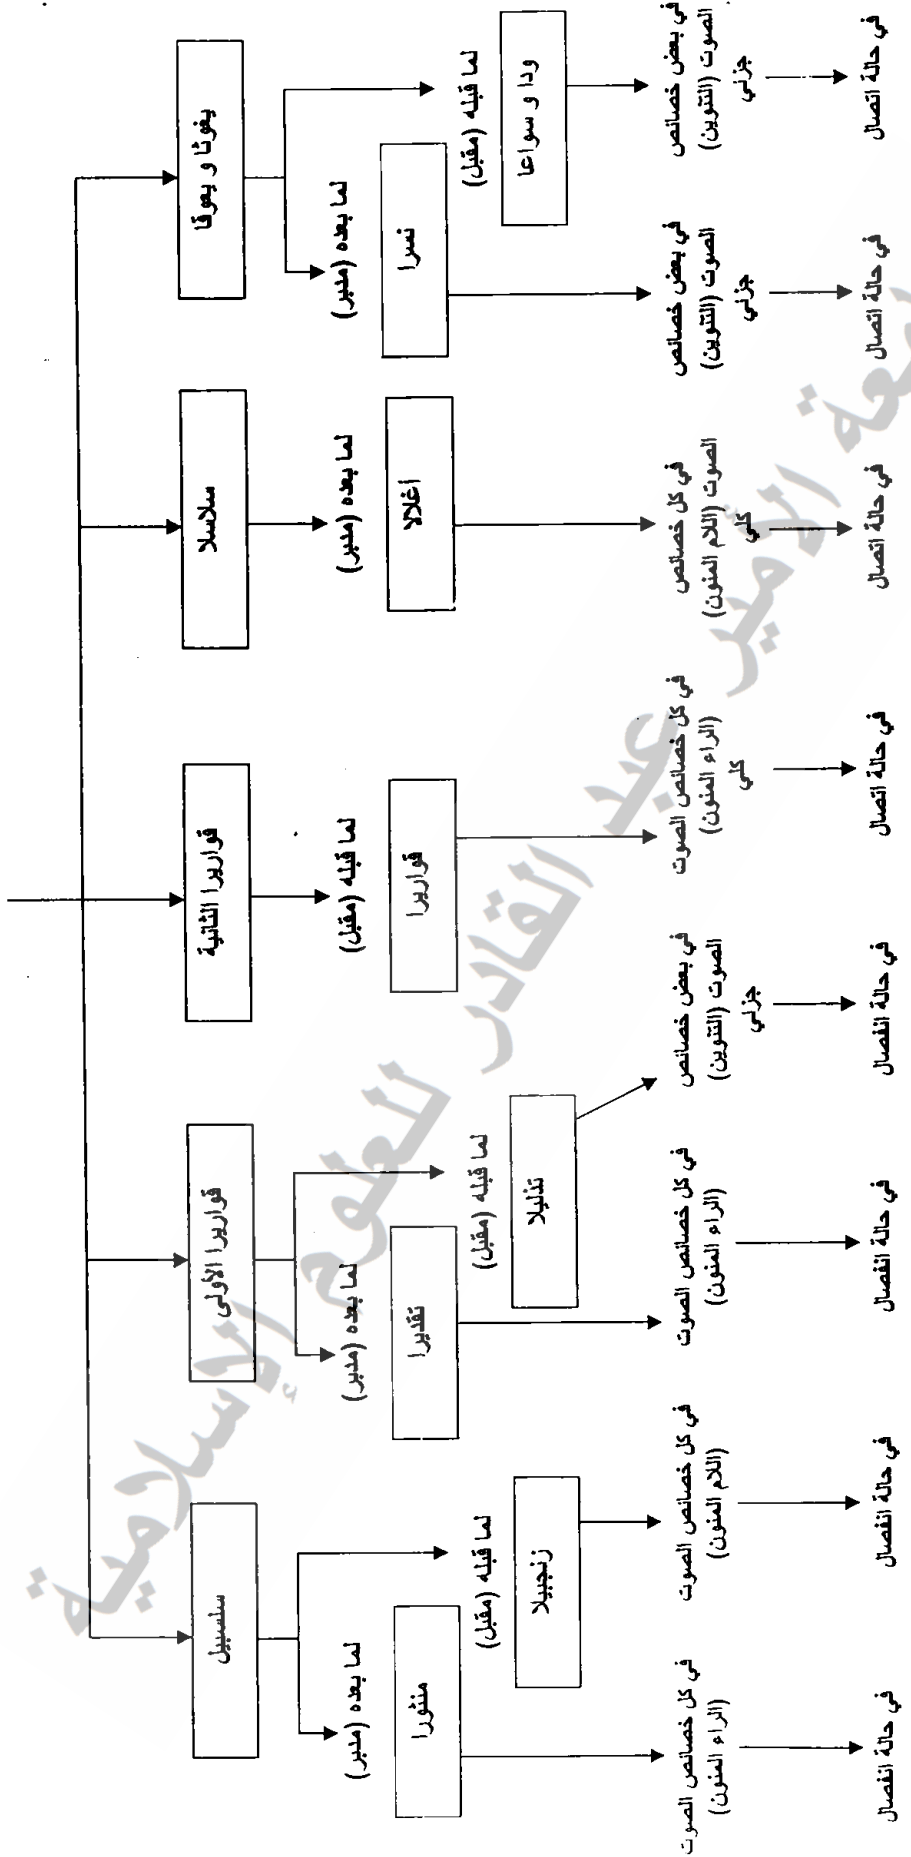 يغوثا و يعوقا
سلاسلا
قواريرا الثانية
قواريرا الأولى
سلسبيل
لما قبله (مقبل)
لما بعده (مدبر)
لما بعده (مدبر)
لما قبله (مقبل)
لما قبله (مقبل)
لما بعده (مدبر)
لما قبله (مقبل)
لما بعده (مدبر)
ودا و سواعا
نسرا
أغلالا
قواريرا
تذليلا
تقديرا
زنجبيلا
منثورا
في بعض خصائص
الصوت (التنوين)
جزئي
في بعض خصائص
الصوت (التنوين)
جزئي
في كل خصائص
الصوت (اللام المنون)
كلي
في كل خصائص الصوت
(الراء المنون)
كلي
في بعض خصائص
الصوت (التنوين)
جزئي
في كل خصائص الصوت
(الراء المنون)
في كل خصائص الصوت
(اللام المنون)
في كل خصائص الصوت
(الراء المنون)
في حالة اتصال
في حالة اتصال
في حالة اتصال
في حالة اتصال
في حالة انفصال
في حالة انفصال
في حالة انفصال
في حالة انفصال
الأمير عبد القادر للعلوم الإسلامية